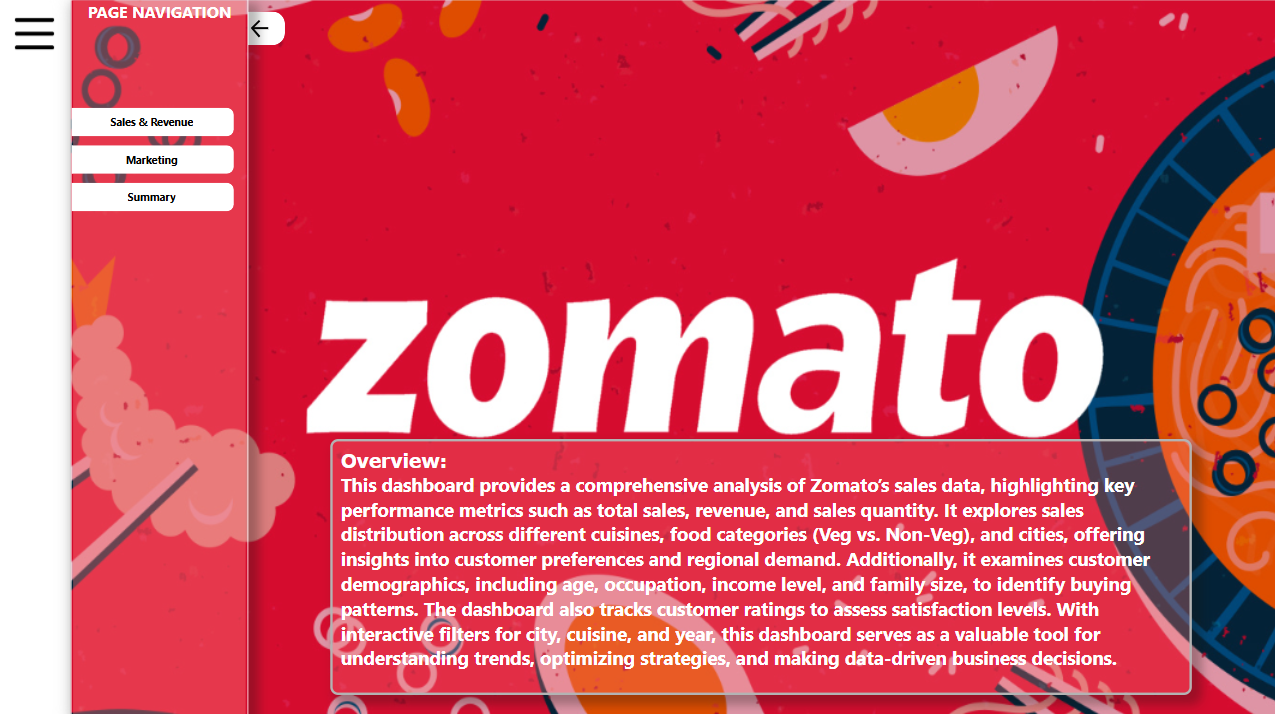 PAGE NAVIGATION
Sales & Revenue
Marketing
Summary
zomato
Overview:
This dashboard provides a comprehensive analysis of Zomato's sales data, highlighting key
performance metrics such as total sales, revenue, and sales quantity. It explores sales
distribution across different cuisines, food categories (Veg vs. Non-Veg), and cities, offering
insights into customer preferences and regional demand. Additionally, it examines customer
demographics, including age, occupation, income level, and family size, to identify buying
patterns. The dashboard also tracks customer ratings to assess satisfaction levels. With
interactive filters for city, cuisine, and year, this dashboard serves as a valuable tool for
understanding trends, optimizing strategies, and making data-driven business decisions.